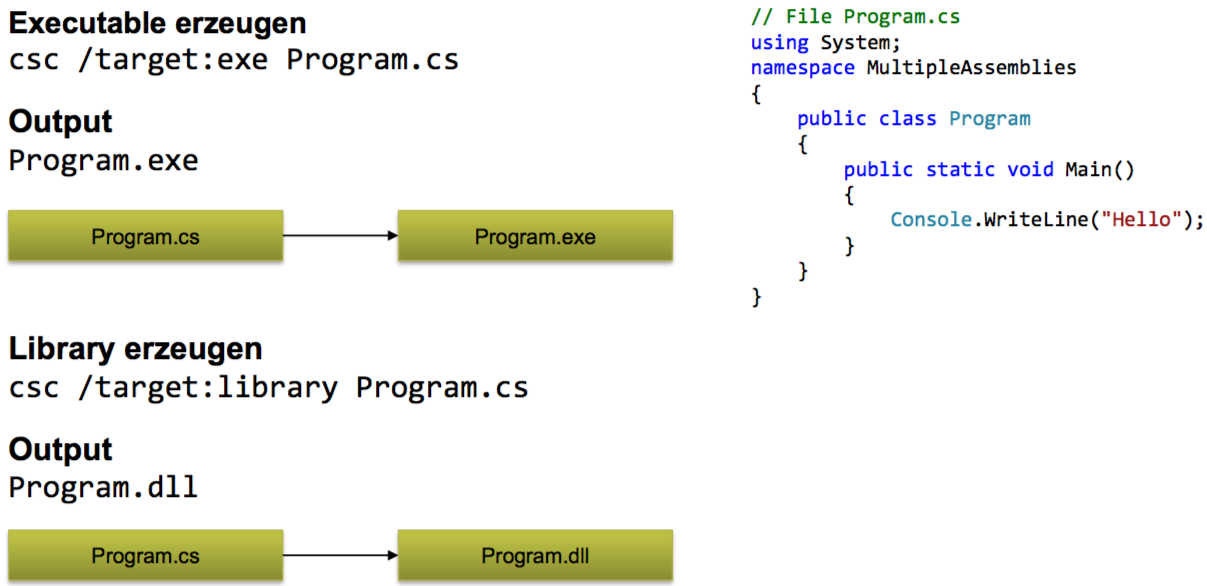 Executable erzeugen
csc /target:exe Program.cs
Output
Program.exe
Program.cs
Program.exe
Library erzeugen
csc /target:library Program.cs
Output
Program.dll
Program.cs
Program.dll
// File Program.cs
using System;
namespace MultipleAssemblies
{
    public class Program
    {
        public static void Main()
        {
            Console.WriteLine("Hello");
        }
    }
}